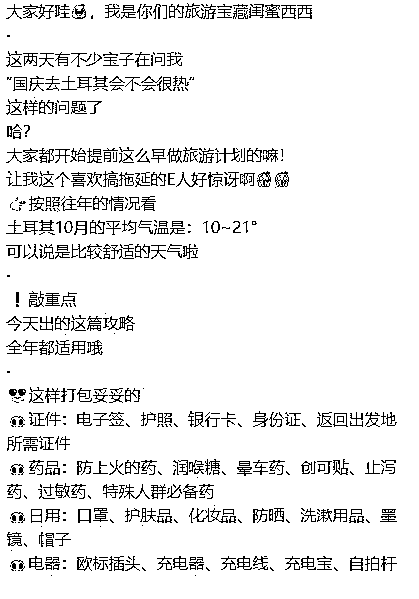 大家好哇🥳，我是你们的旅游宝藏闺蜜西西
-
这两天有不少宝子在问我
“国庆去土耳其会不会很热“
这样的问题了
哈？
大家都开始提前这么早做旅游计划的嘛！
让我这个喜欢搞拖延的E人好惊讶啊😱😱
👉按照往年的情况看
土耳其10月的平均气温是：10~21°
可以说是比较舒适的天气啦
-
❗敲重点
今天出的这篇攻略
全年都适用哦
-
这样打包妥妥的
证件：电子签、护照、银行卡、身份证、返回出发地
所需证件
药品：防上火的药、润喉糖、晕车药、创可贴、止泻
药、过敏药、特殊人群必备药
日用：口罩、护肤品、化妆品、防晒、洗漱用品、墨
镜、帽子
电器：欧标插头、充电器、充电线、充电宝、自拍杆